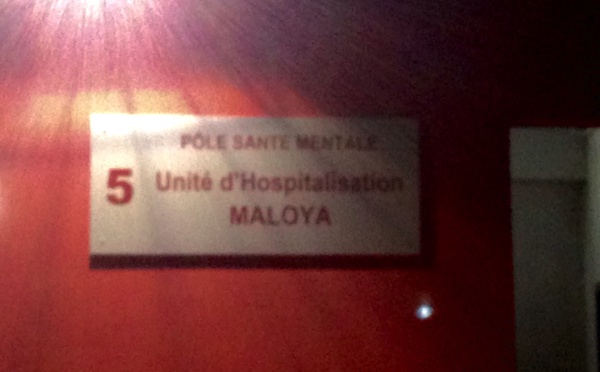 PÔLE SANTE MENTALE
5 Unité d'Hospitalisation
MALOYA